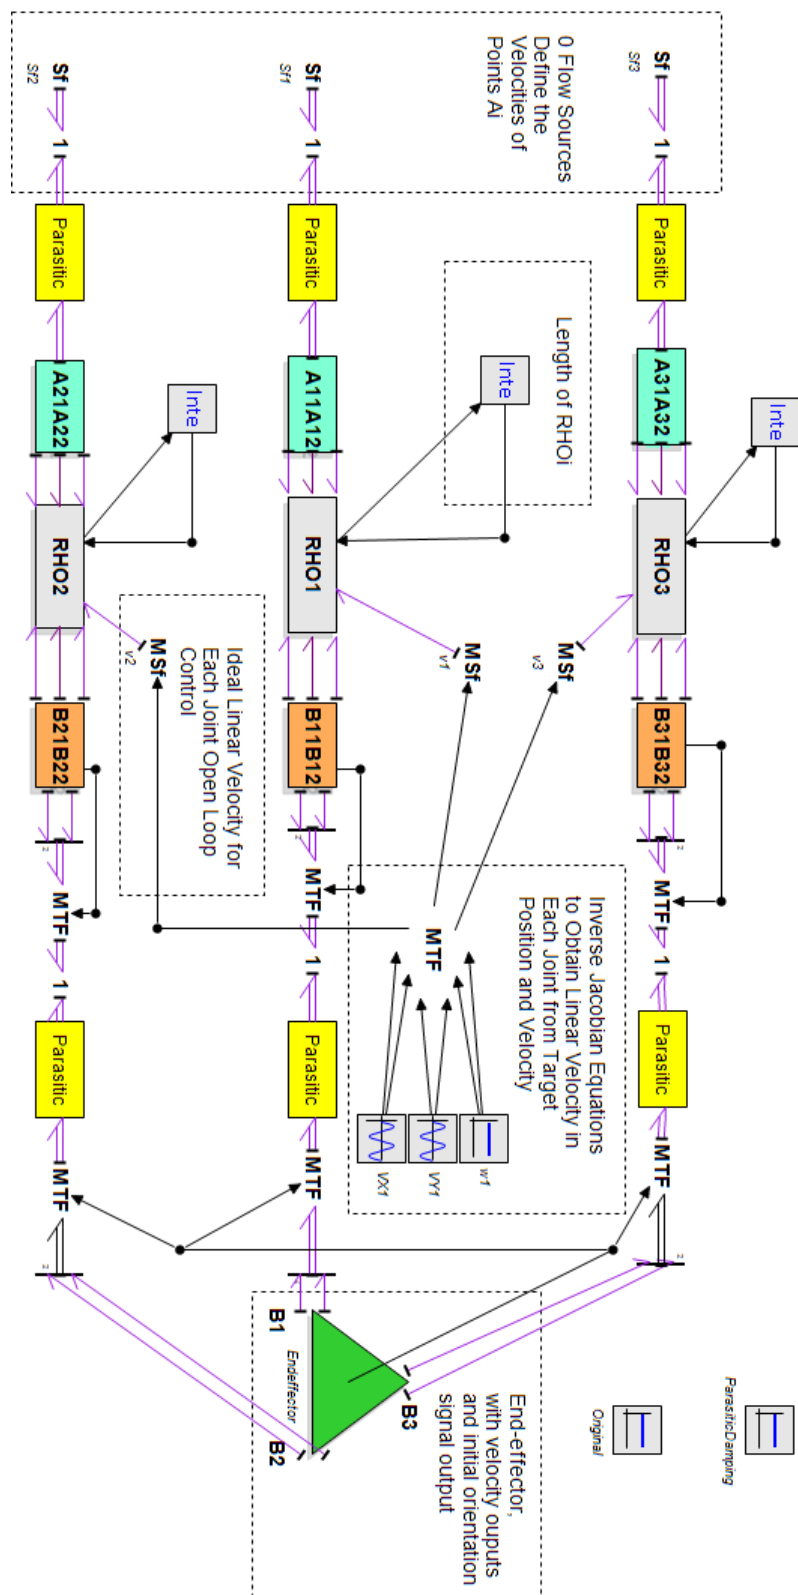 ParasiticDamping
Inte
Sf 1 Parasitic A31A32 RHO3 B31B32 MTF 1 Parasitic MTF
Sf3
2
Original
0 Flow Sources
Define the
Velocities of
Points Ai
Length of RHOi
Inte
MSf
v3
MSf
v1
Inverse Jacobian Equations
to Obtain Linear Velocity in
Each Joint from Target
Position and Velocity
MTF
w1
VY1
VX1
End-effector,
with velocity ouputs
and initial orientation
signal output
B3
B1
Endeffector
B2
Sf 1 Parasitic A11A12 RHO1 B11B12 MTF 1 Parasitic MTF
Sf1
2
2
Inte
Ideal Linear Velocity for
Each Joint Open Loop
Control
MSf
v2
Sf 1 Parasitic A21A22 RHO2 B21B22 MTF 1 Parasitic MTF
Sf2
2
2